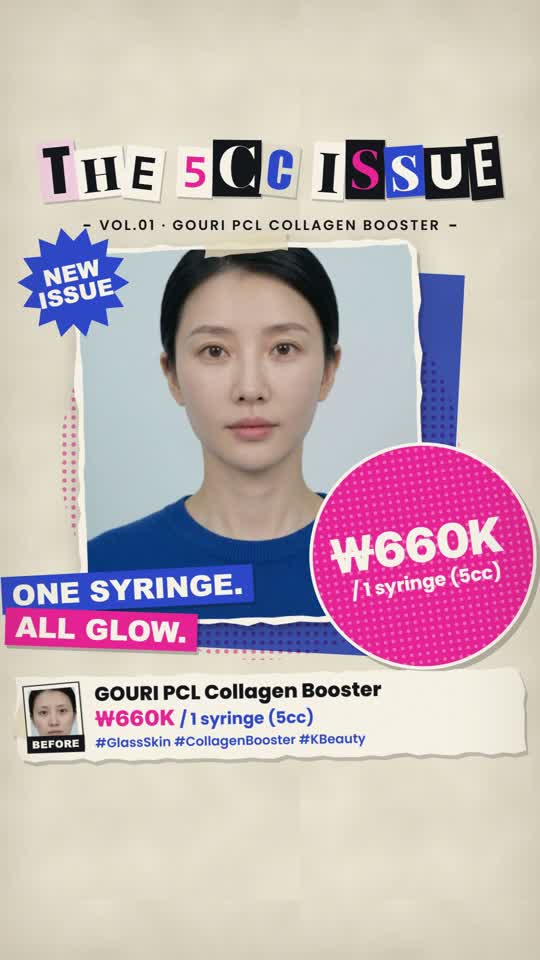 THE 5CC ISSUE
- VOL.01 · GOURI PCL COLLAGEN BOOSTER -
NEW
ISSUE
₩660K
/ 1 syringe (5cc)
ONE SYRINGE.
ALL GLOW.
GOURI PCL Collagen Booster
₩660K / 1 syringe (5cc)
#GlassSkin #CollagenBooster #KBeauty
BEFORE